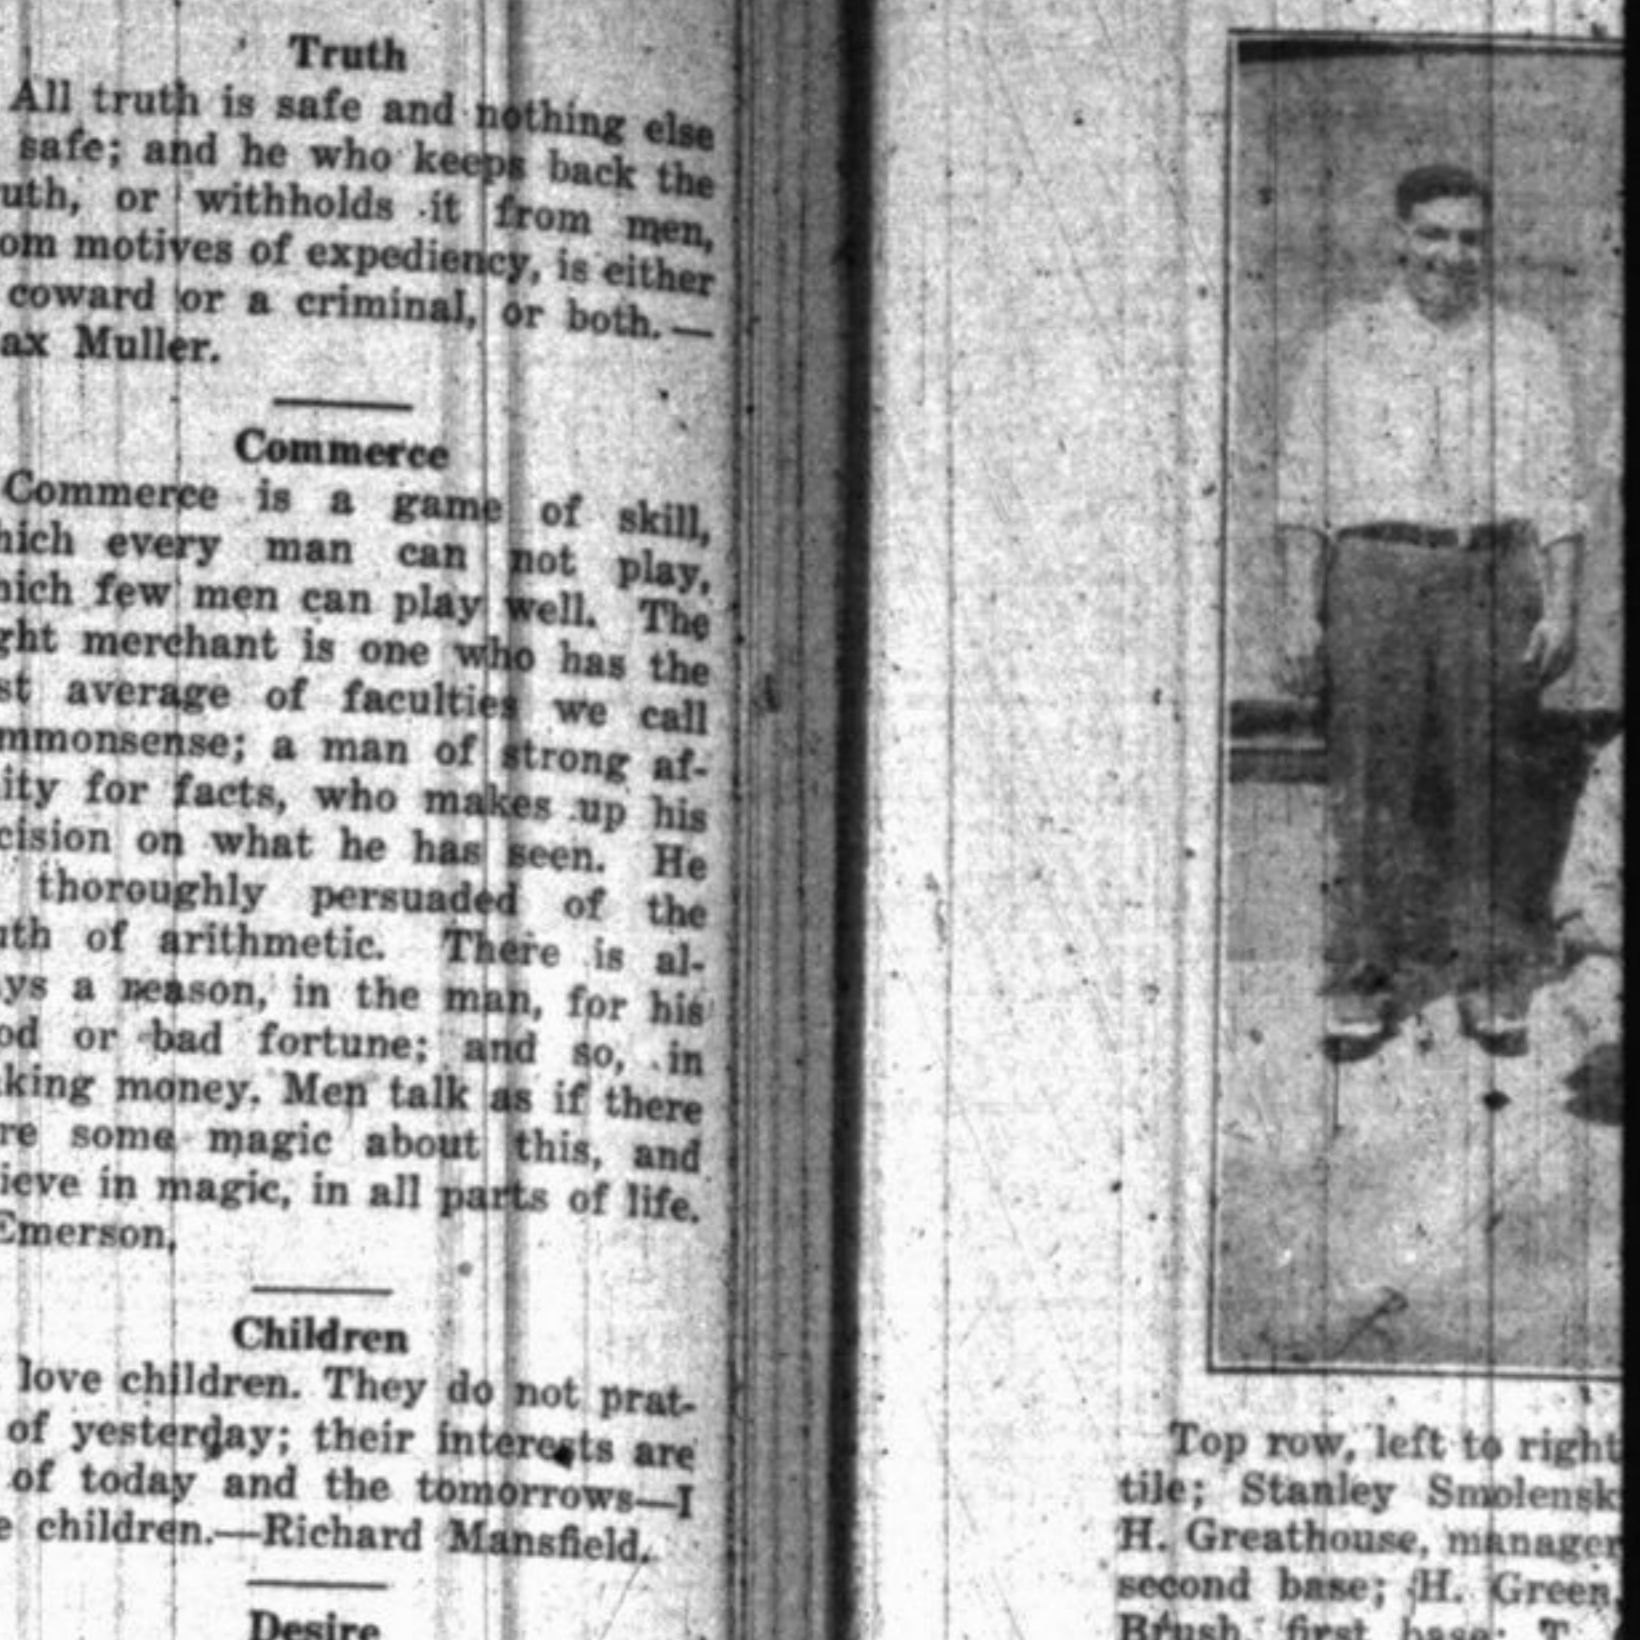 Truth
All truth is safe and nothing else
safe; and he who keeps back the
uth, or withholds it from men,
om motives of expediency, is either
coward or a criminal, or both.—
ax Muller.
Commerce
Commerce is a game of skill,
hich every man can not play,
hich few men can play well. The
ght merchant is one who has the
st average of faculties we call
mmonsense; a man of strong af-
ity for facts, who makes up his
cision on what he has seen. He
thoroughly persuaded of the
uth of arithmetic. There is al-
ys a reason, in the man, for his
od or bad fortune; and so, in
king money. Men talk as if there
re some magic about this, and
ieve in magic, in all parts of life.
Emerson.
Children
love children. They do not prat-
of yesterday; their interests are
of today and the tomorrows—I
e children.—Richard Mansfield.
Desire
Top row, left to right
tile; Stanley Smolensk
H. Greathouse, manager
second base; H. Green,
Brush, first base; T.